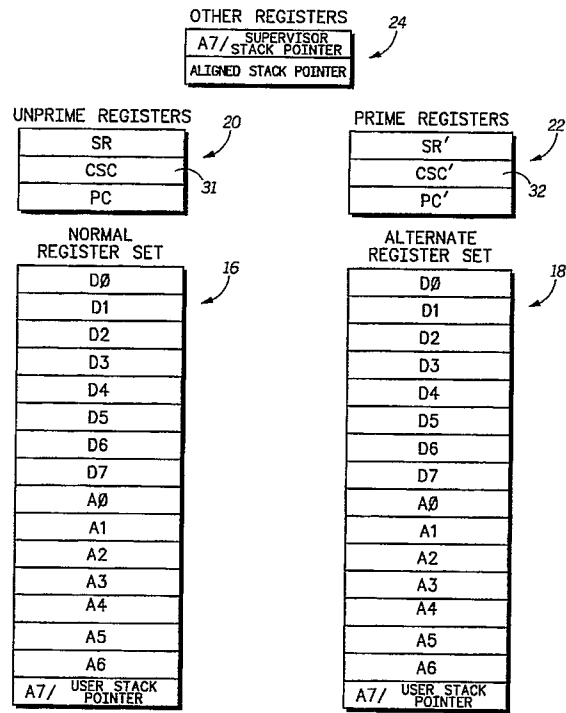 OTHER REGISTERS
A7/ SUPERVISOR STACK POINTER
24
ALIGNED STACK POINTER
UNPRIME REGISTERS
20
SR
CSC
31
PC
PRIME REGISTERS
22
SR′
CSC′
32
PC′
NORMAL
REGISTER SET
16
DØ
D1
D2
D3
D4
D5
D6
D7
AØ
A1
A2
A3
A4
A5
A6
A7/ USER STACK POINTER
ALTERNATE
REGISTER SET
18
DØ
D1
D2
D3
D4
D5
D6
D7
AØ
A1
A2
A3
A4
A5
A6
A7/ USER STACK POINTER